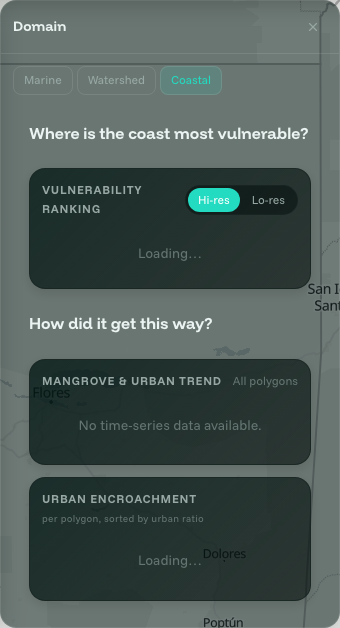 Domain ×
Marine Watershed Coastal
Where is the coast most vulnerable?
VULNERABILITY
RANKING
Hi-res Lo-res
Loading...
San I
Sant
How did it get this way?
MANGROVE & URBAN TREND All polygons
Flores
No time-series data available.
URBAN ENCROACHMENT
per polygon, sorted by urban ratio
Loading...
Dolores
Poptún